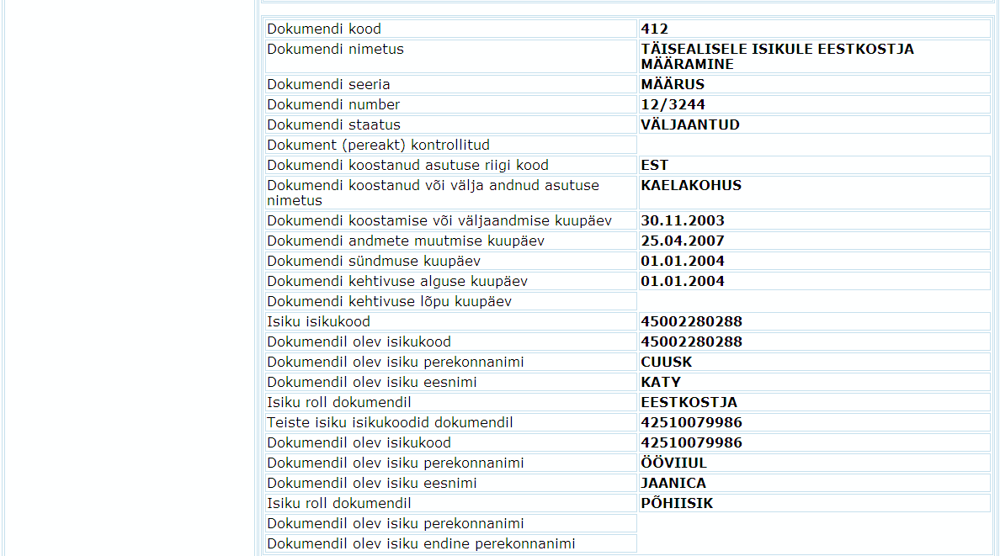 Dokumendi kood 412
Dokumendi nimetus TÄISEALISELE ISIKULE EESTKOSTJA
MÄÄRAMINE
Dokumendi seeria MÄÄRUS
Dokumendi number 12/3244
Dokumendi staatus VÄLJAANTUD
Dokument (pereakt) kontrollitud
Dokumendi koostanud asutuse riigi kood EST
Dokumendi koostanud või välja andnud asutuse KAELAKOHUS
nimetus
Dokumendi koostamise või väljaandmise kuupäev 30.11.2003
Dokumendi andmete muutmise kuupäev 25.04.2007
Dokumendi sündmuse kuupäev 01.01.2004
Dokumendi kehtivuse alguse kuupäev 01.01.2004
Dokumendi kehtivuse lõpu kuupäev
Isiku isikukood 45002280288
Dokumendil olev isikukood 45002280288
Dokumendil olev isiku perekonnanimi CUUSK
Dokumendil olev isiku eesnimi KATY
Isiku roll dokumendil EESTKOSTJA
Teiste isiku isikukoodid dokumendil 42510079986
Dokumendil olev isikukood 42510079986
Dokumendil olev isiku perekonnanimi ÖÖVIIUL
Dokumendil olev isiku eesnimi JAANICA
Isiku roll dokumendil PÕHIISIK
Dokumendil olev isiku perekonnanimi
Dokumendil olev isiku endine perekonnanimi